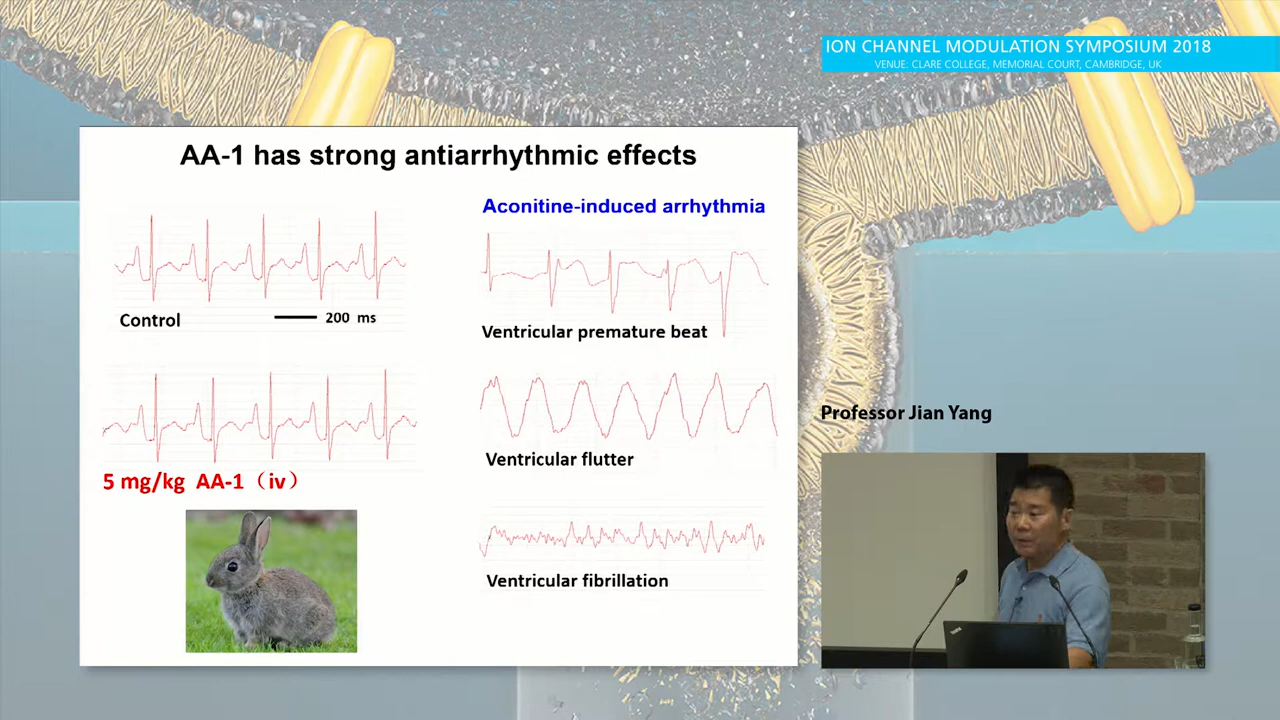 ION CHANNEL MODULATION SYMPOSIUM 2018
VENUE: CLARE COLLEGE, MEMORIAL COURT, CAMBRIDGE, UK
AA-1 has strong antiarrhythmic effects
Control
200 ms
5 mg/kg AA-1（iv）
Aconitine-induced arrhythmia
Ventricular premature beat
Ventricular flutter
Ventricular fibrillation
Professor Jian Yang